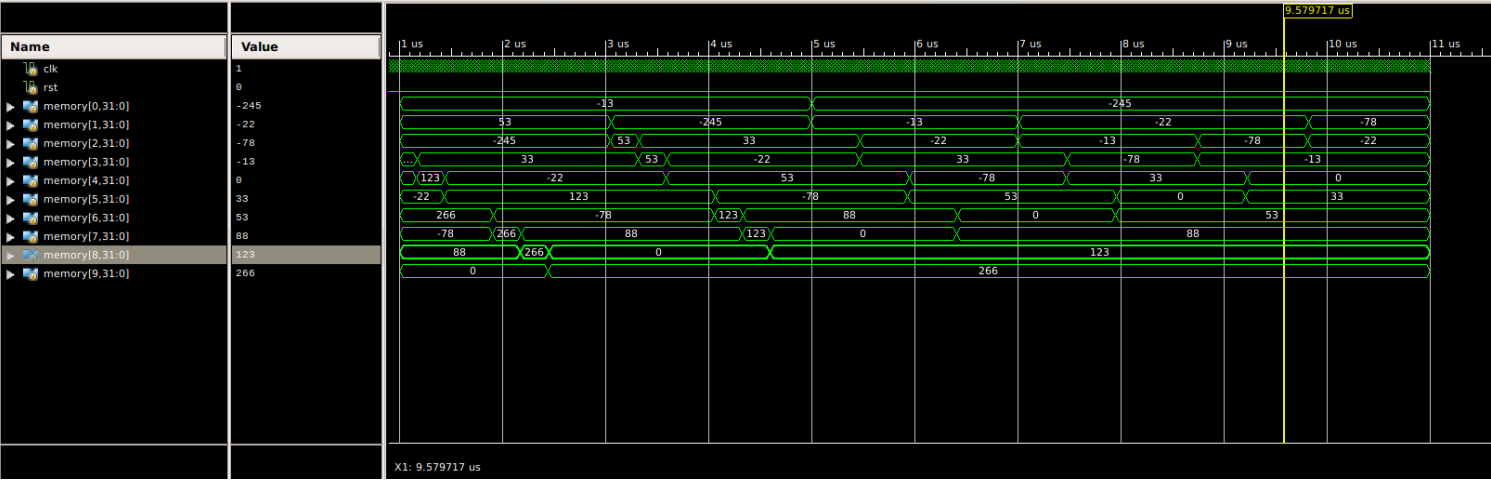 9.579717 us
Name Value 1 us 2 us 3 us 4 us 5 us 6 us 7 us 8 us 9 us 10 us 11 us
clk 1
rst 0
memory[0,31:0] -245 -13 -245
memory[1,31:0] -22 53 -245 -13 -22 -78
memory[2,31:0] -78 -245 53 33 -22 -13 -78 -22
memory[3,31:0] -13 ... 33 53 -22 33 -78 -13
memory[4,31:0] 0 123 -22 53 -78 33 0
memory[5,31:0] 33 -22 123 -78 53 0 33
memory[6,31:0] 53 266 -78 123 88 0 53
memory[7,31:0] 88 -78 266 88 123 0 88
memory[8,31:0] 123 88 266 0 123
memory[9,31:0] 266 0 266
X1: 9.579717 us